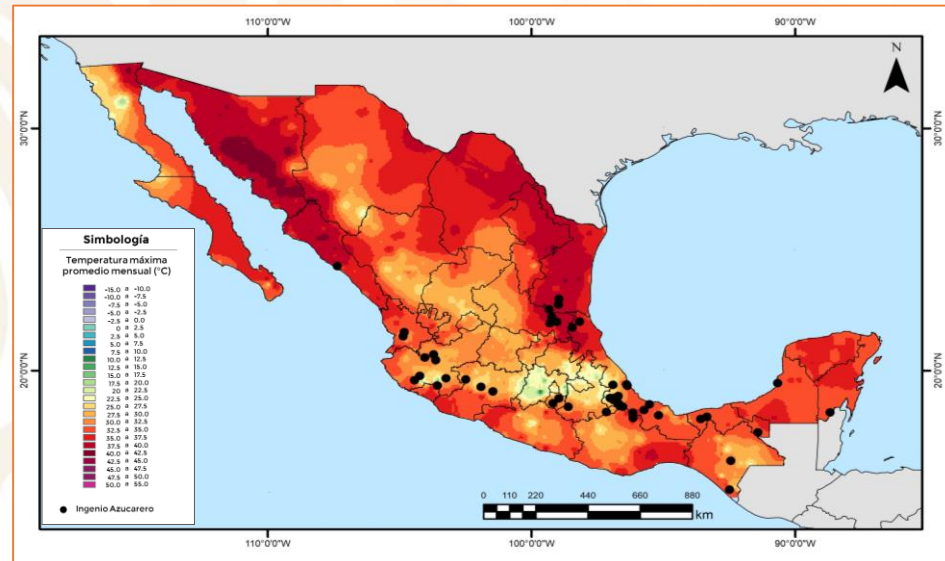 110°0'0"W
100°0'0"W
90°0'0"W
N
30°0'0"N
30°0'0"N
20°0'0"N
20°0'0"N
Simbología
Temperatura máxima
promedio mensual (°C)
-15.0 a -10.0
-10.0 a -7.5
-7.5 a -5.0
-5.0 a -2.5
-2.5 a 0.0
0 a 2.5
2.5 a 5.0
5.0 a 7.5
7.5 a 10.0
10.0 a 12.5
12.5 a 15.0
15.0 a 17.5
17.5 a 20.0
20 a 22.5
22.5 a 25.0
25.0 a 27.5
27.5 a 30.0
30.0 a 32.5
32.5 a 35.0
35.0 a 37.5
37.5 a 40.0
40.0 a 42.5
42.5 a 45.0
45.0 a 47.5
47.5 a 50.0
50.0 a 55.0
Ingenio Azucarero
0 110 220 440 660 880
km
110°0'0"W
100°0'0"W
90°0'0"W